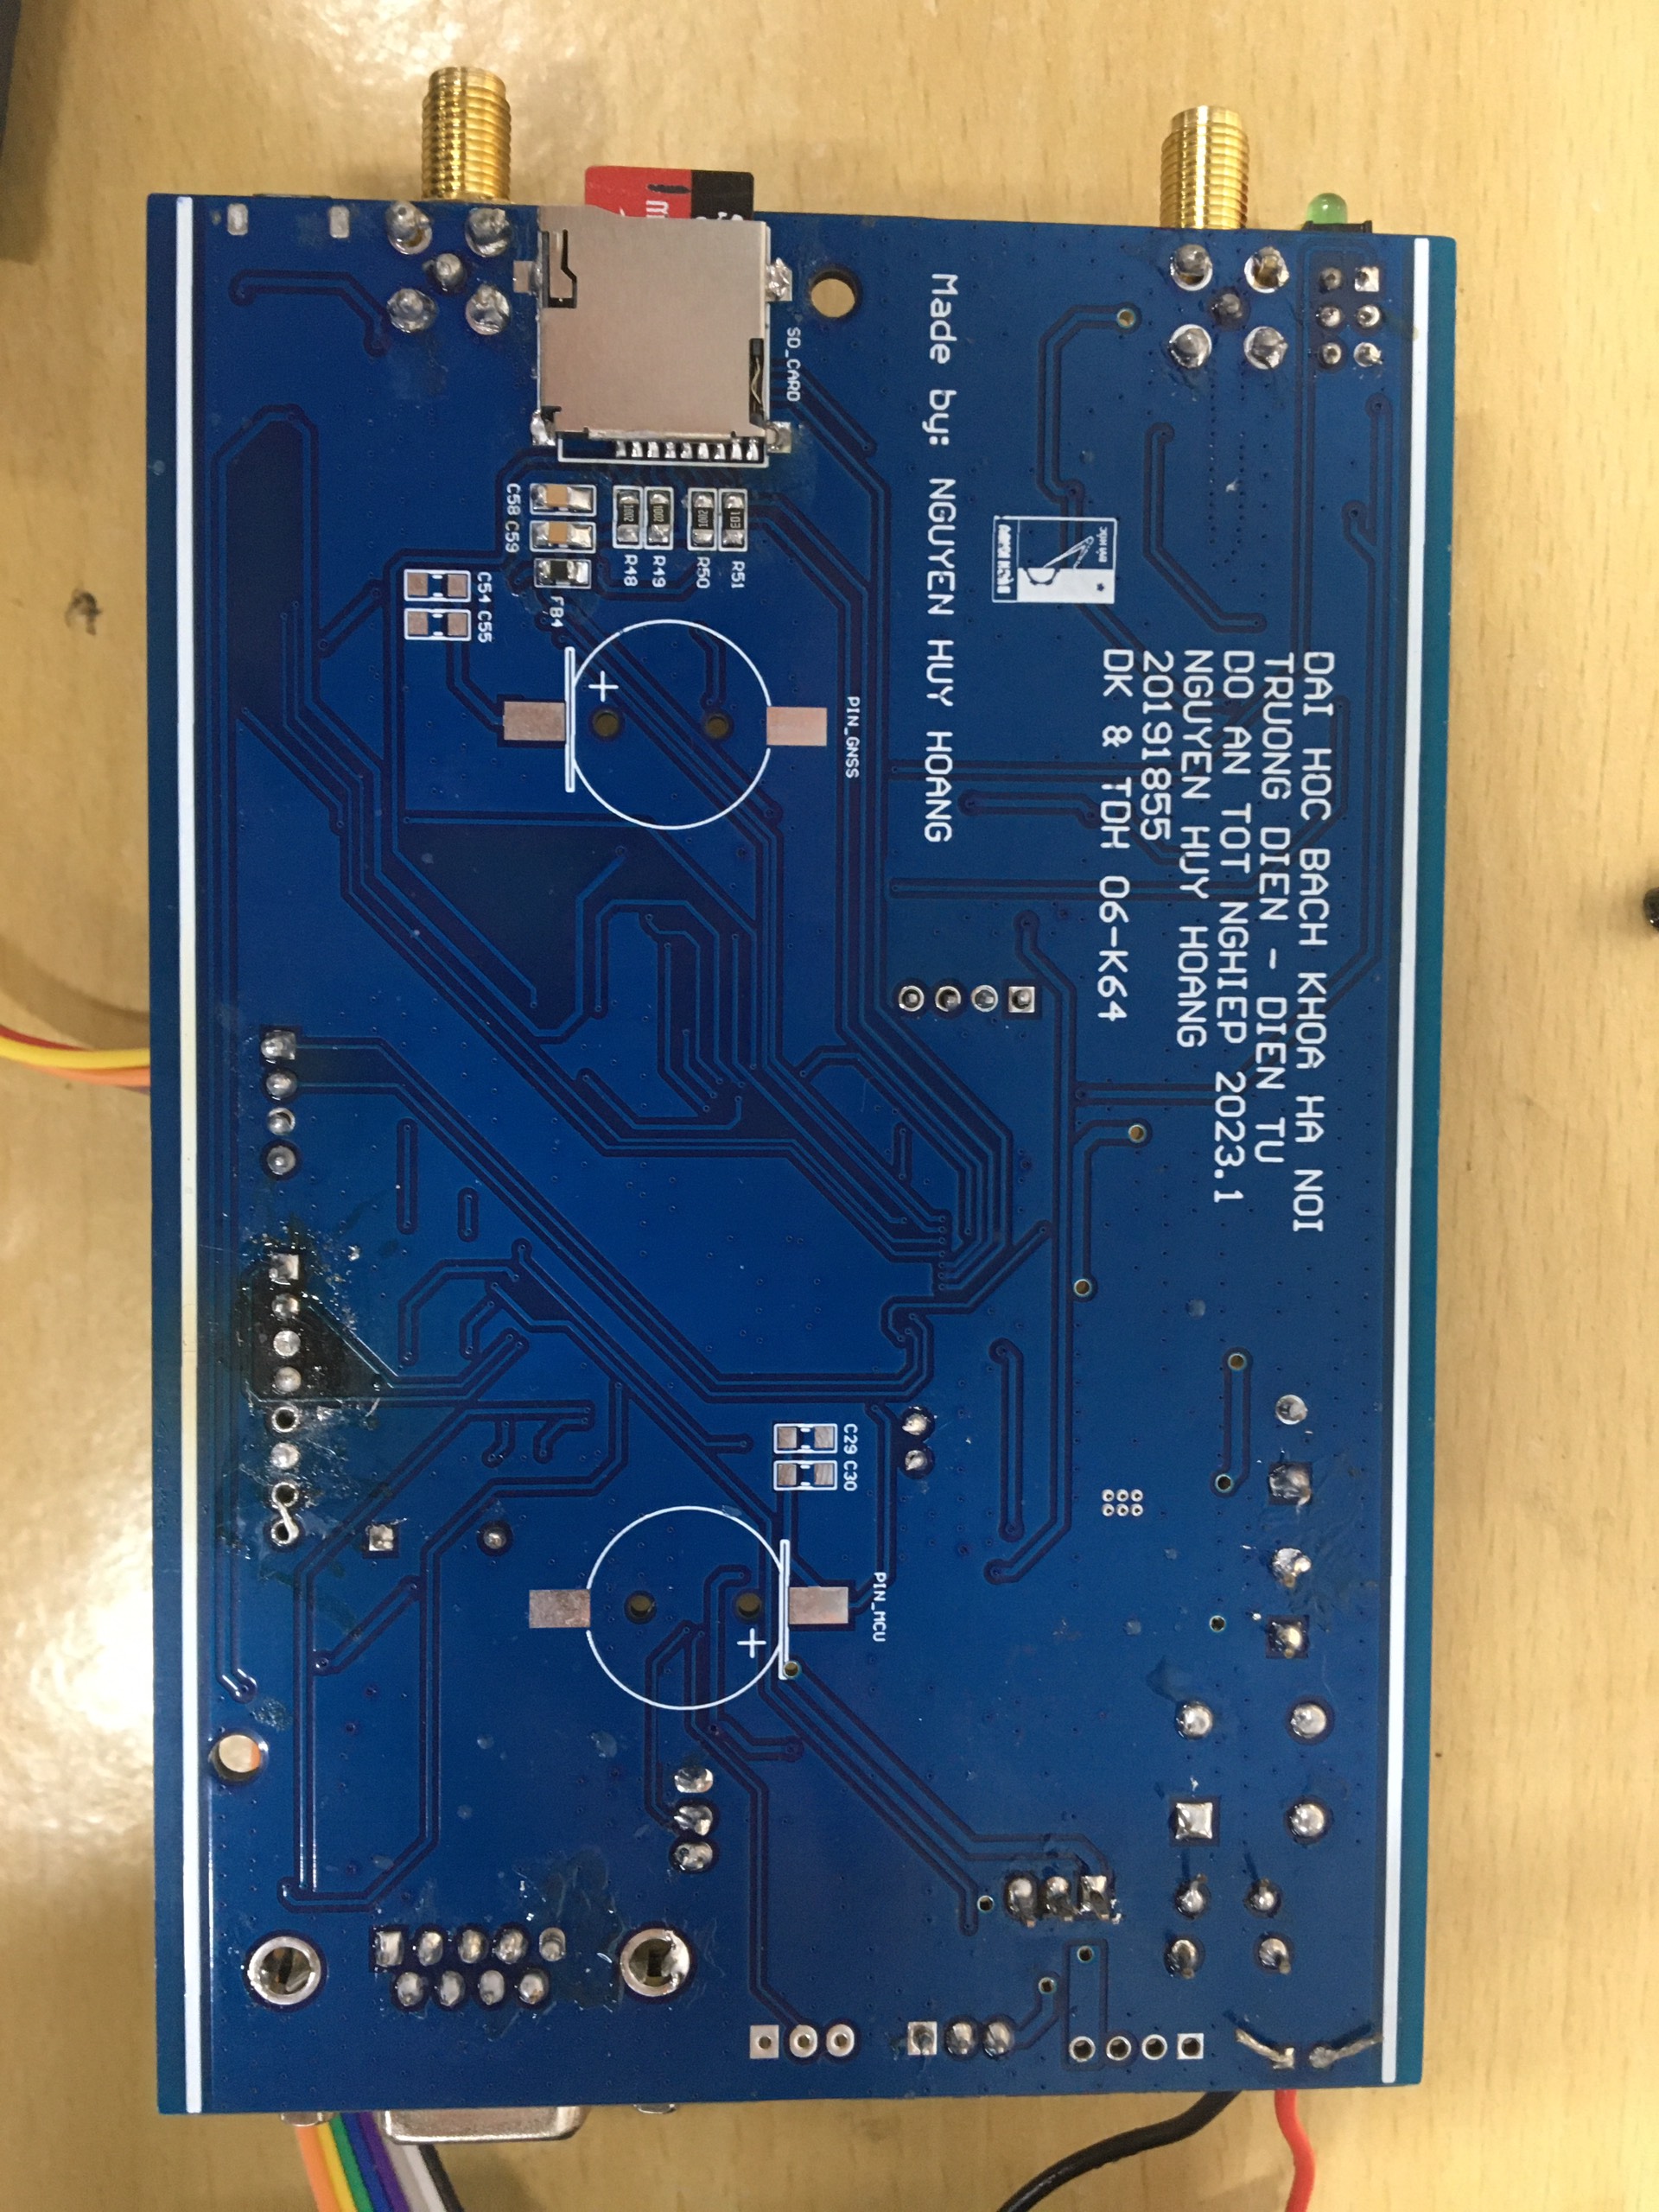 DAI HOC BACH KHOA HA NOI
TRUONG DIEN - DIEN TU
DO AN TOT NGHIEP 2023.1
NGUYEN HUY HOANG
20191855
DK & TDH 06-K64
Made by: NGUYEN HUY HOANG
SD_CARD
C58 C59
R48
R49
R50
R51
FB4
C54 C55
+
PIN_GNSS
C29 C30
+
PIN_MCU
1002